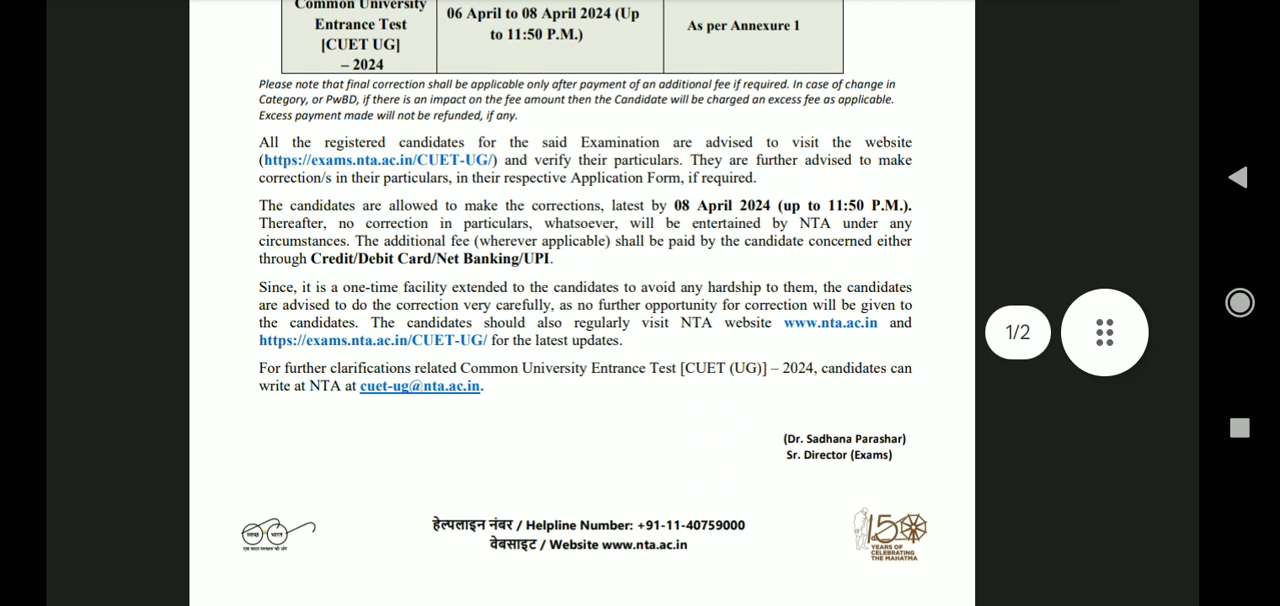 Common University
Entrance Test
[CUET UG]
– 2024
06 April to 08 April 2024 (Up
to 11:50 P.M.)
As per Annexure 1
Please note that final correction shall be applicable only after payment of an additional fee if required. In case of change in
Category, or PwBD, if there is an impact on the fee amount then the Candidate will be charged an excess fee as applicable.
Excess payment made will not be refunded, if any.
All the registered candidates for the said Examination are advised to visit the website
(https://exams.nta.ac.in/CUET-UG/) and verify their particulars. They are further advised to make
correction/s in their particulars, in their respective Application Form, if required.
The candidates are allowed to make the corrections, latest by 08 April 2024 (up to 11:50 P.M.).
Thereafter, no correction in particulars, whatsoever, will be entertained by NTA under any
circumstances. The additional fee (wherever applicable) shall be paid by the candidate concerned either
through Credit/Debit Card/Net Banking/UPI.
Since, it is a one-time facility extended to the candidates to avoid any hardship to them, the candidates
are advised to do the correction very carefully, as no further opportunity for correction will be given to
the candidates. The candidates should also regularly visit NTA website www.nta.ac.in and
https://exams.nta.ac.in/CUET-UG/ for the latest updates.
For further clarifications related Common University Entrance Test [CUET (UG)] – 2024, candidates can
write at NTA at cuet-ug@nta.ac.in.
(Dr. Sadhana Parashar)
Sr. Director (Exams)
स्वच्छ भारत
एक कदम स्वच्छता की ओर
हेल्पलाइन नंबर / Helpline Number: +91-11-40759000
वेबसाइट / Website www.nta.ac.in
150
YEARS OF
CELEBRATING
THE MAHATMA
1/2